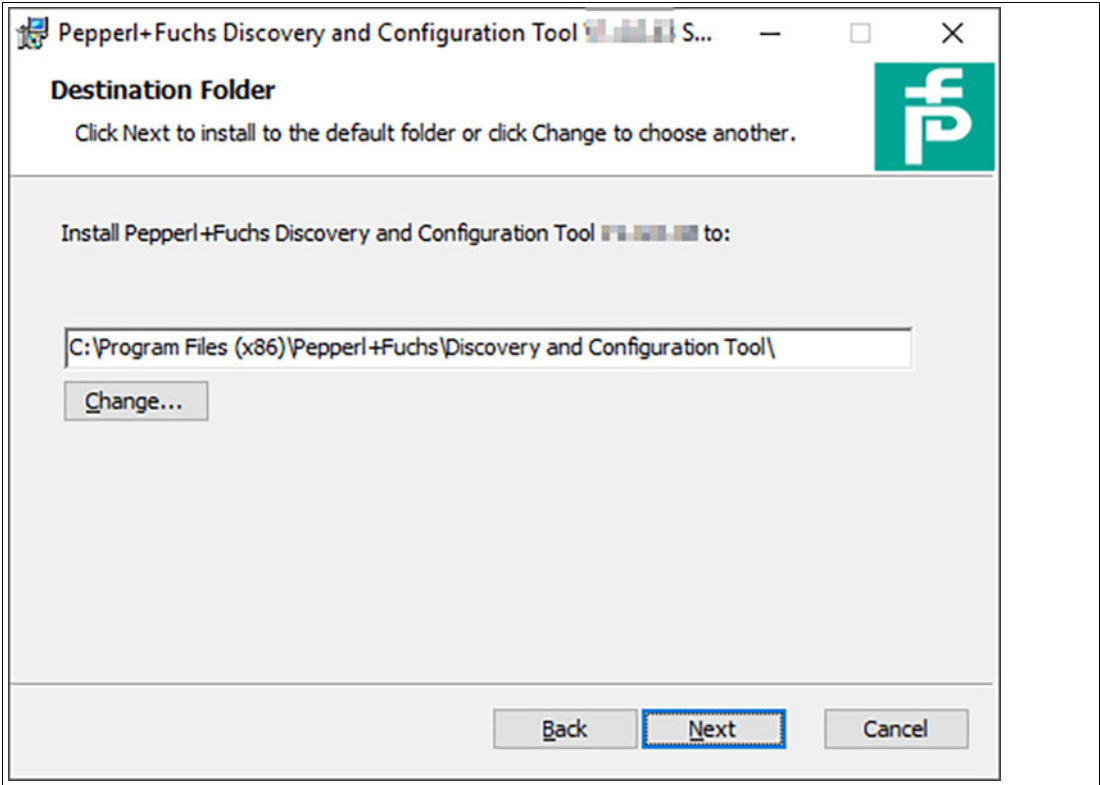 Pepperl+Fuchs Discovery and Configuration Tool S...
Destination Folder
Click Next to install to the default folder or click Change to choose another.
Install Pepperl+Fuchs Discovery and Configuration Tool to:
C:\Program Files (x86)\Pepperl+Fuchs\Discovery and Configuration Tool\
Change...
Back Next Cancel